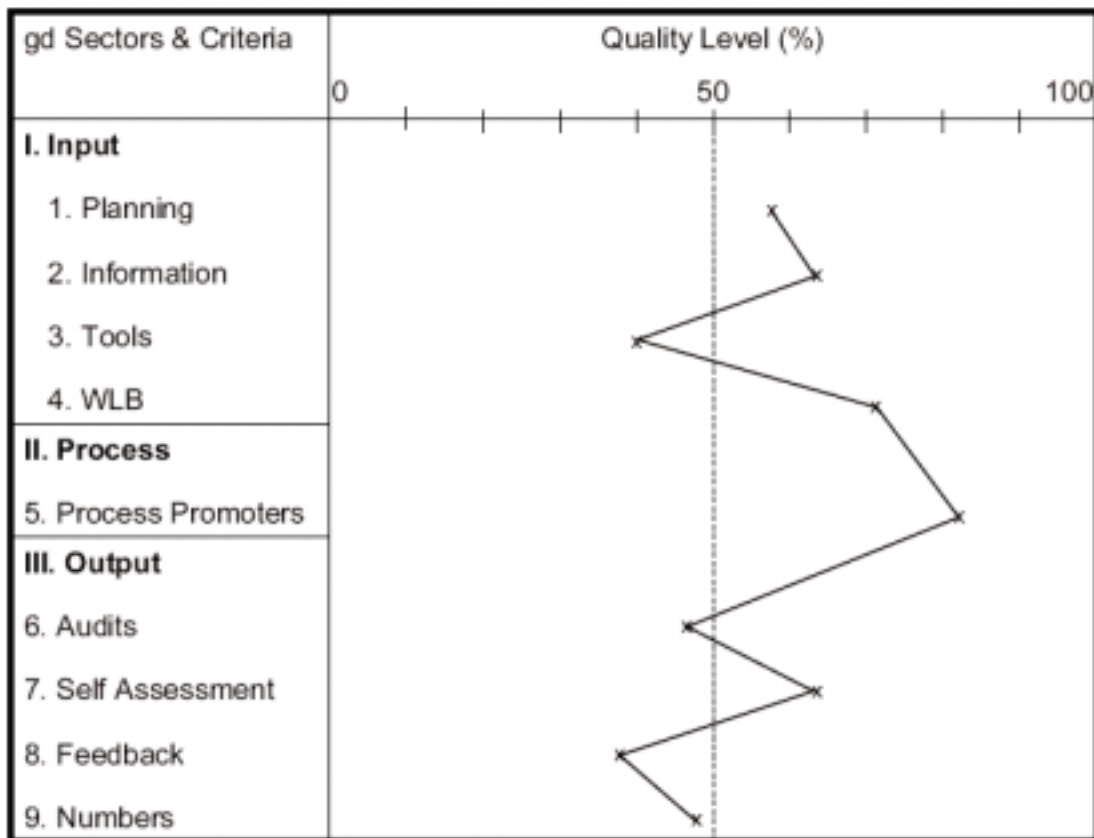 gd Sectors & Criteria
Quality Level (%)
0 50 100
I. Input
1. Planning
2. Information
3. Tools
4. WLB
II. Process
5. Process Promoters
III. Output
6. Audits
7. Self Assessment
8. Feedback
9. Numbers